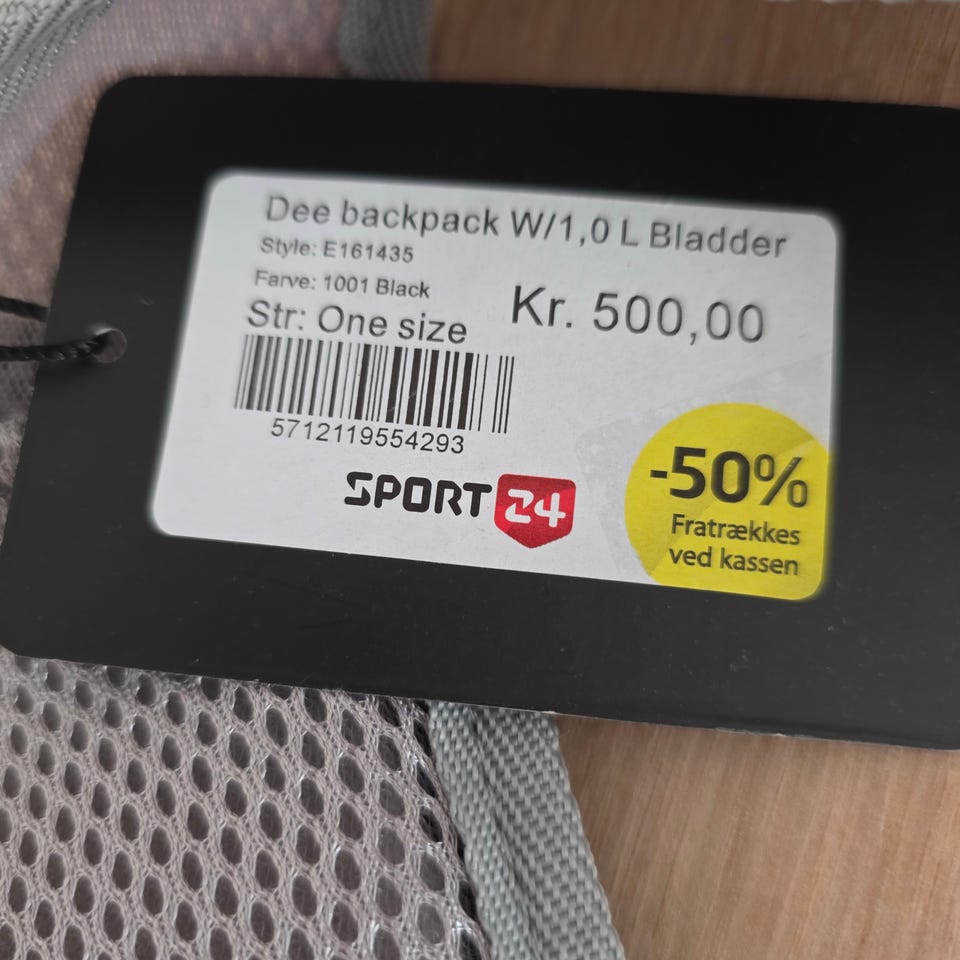 Dee backpack W/1,0 L Bladder
Style: E161435
Farve: 1001 Black
Str: One size
Kr. 500,00
5712119554293
SPORT 24
-50%
Fratrækkes
ved kassen